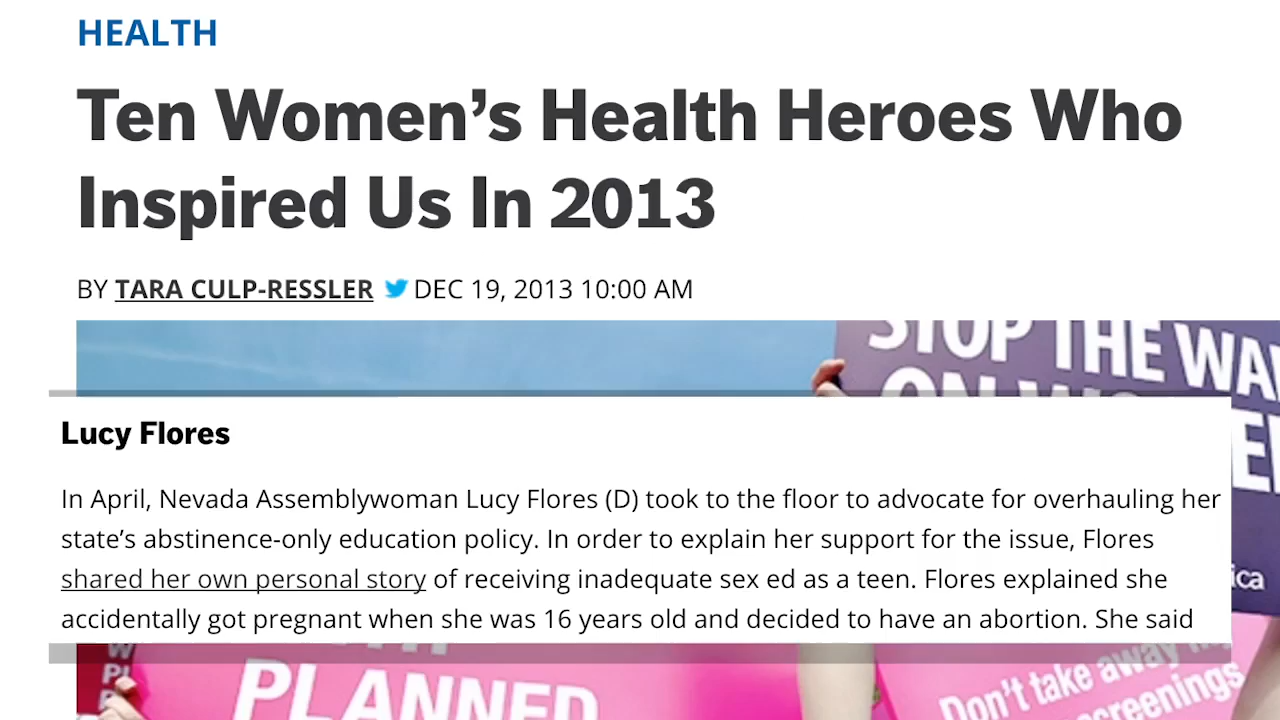 HEALTH
Ten Women’s Health Heroes Who
Inspired Us In 2013
BY TARA CULP-RESSLER DEC 19, 2013 10:00 AM
STOP THE
Lucy Flores
In April, Nevada Assemblywoman Lucy Flores (D) took to the floor to advocate for overhauling her
state’s abstinence-only education policy. In order to explain her support for the issue, Flores
shared her own personal story of receiving inadequate sex ed as a teen. Flores explained she
accidentally got pregnant when she was 16 years old and decided to have an abortion. She said
PLANNED
Don't take away